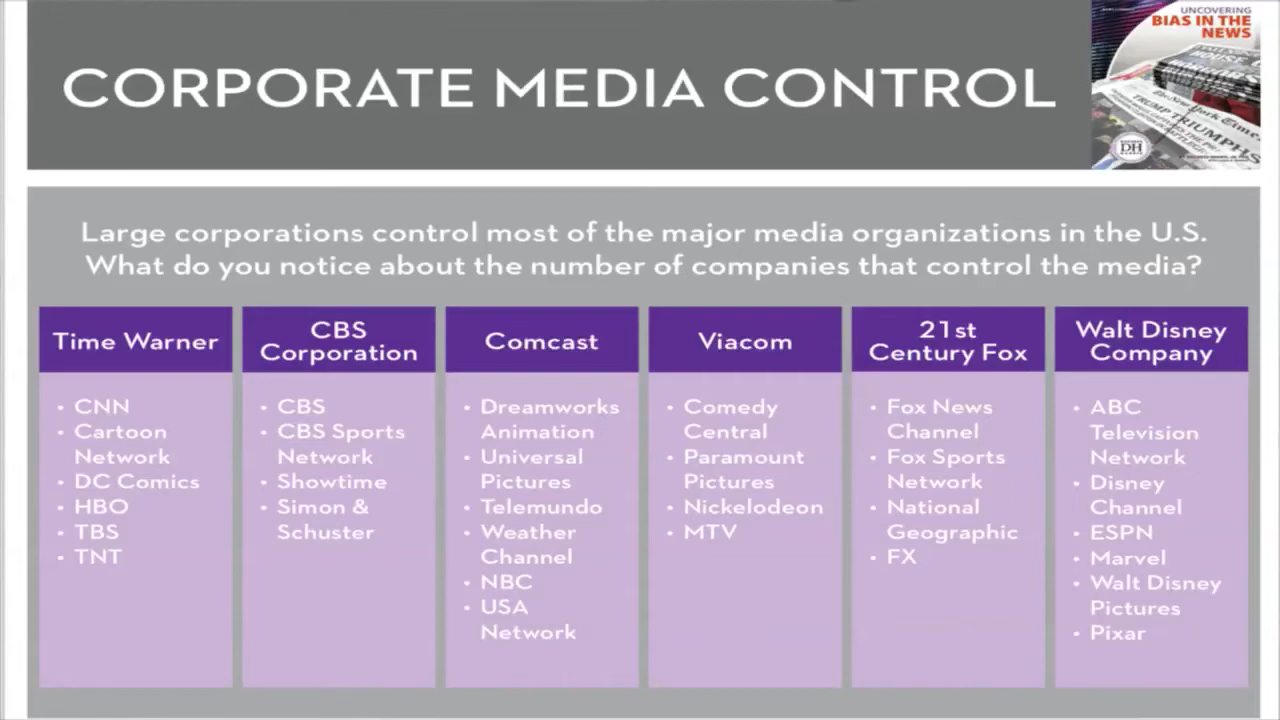 UNCOVERING
BIAS IN THE
NEWS
CORPORATE MEDIA CONTROL
TRUMP TRIUMPHS
DH
Large corporations control most of the major media organizations in the U.S.
What do you notice about the number of companies that control the media?
Time Warner
• CNN
• Cartoon
Network
• DC Comics
• HBO
• TBS
• TNT
CBS
Corporation
• CBS
• CBS Sports
Network
• Showtime
• Simon &
Schuster
Comcast
• Dreamworks
Animation
• Universal
Pictures
• Telemundo
• Weather
Channel
• NBC
• USA
Network
Viacom
• Comedy
Central
• Paramount
Pictures
• Nickelodeon
• MTV
21st
Century Fox
• Fox News
Channel
• Fox Sports
Network
• National
Geographic
• FX
Walt Disney
Company
• ABC
Television
Network
• Disney
Channel
• ESPN
• Marvel
• Walt Disney
Pictures
• Pixar